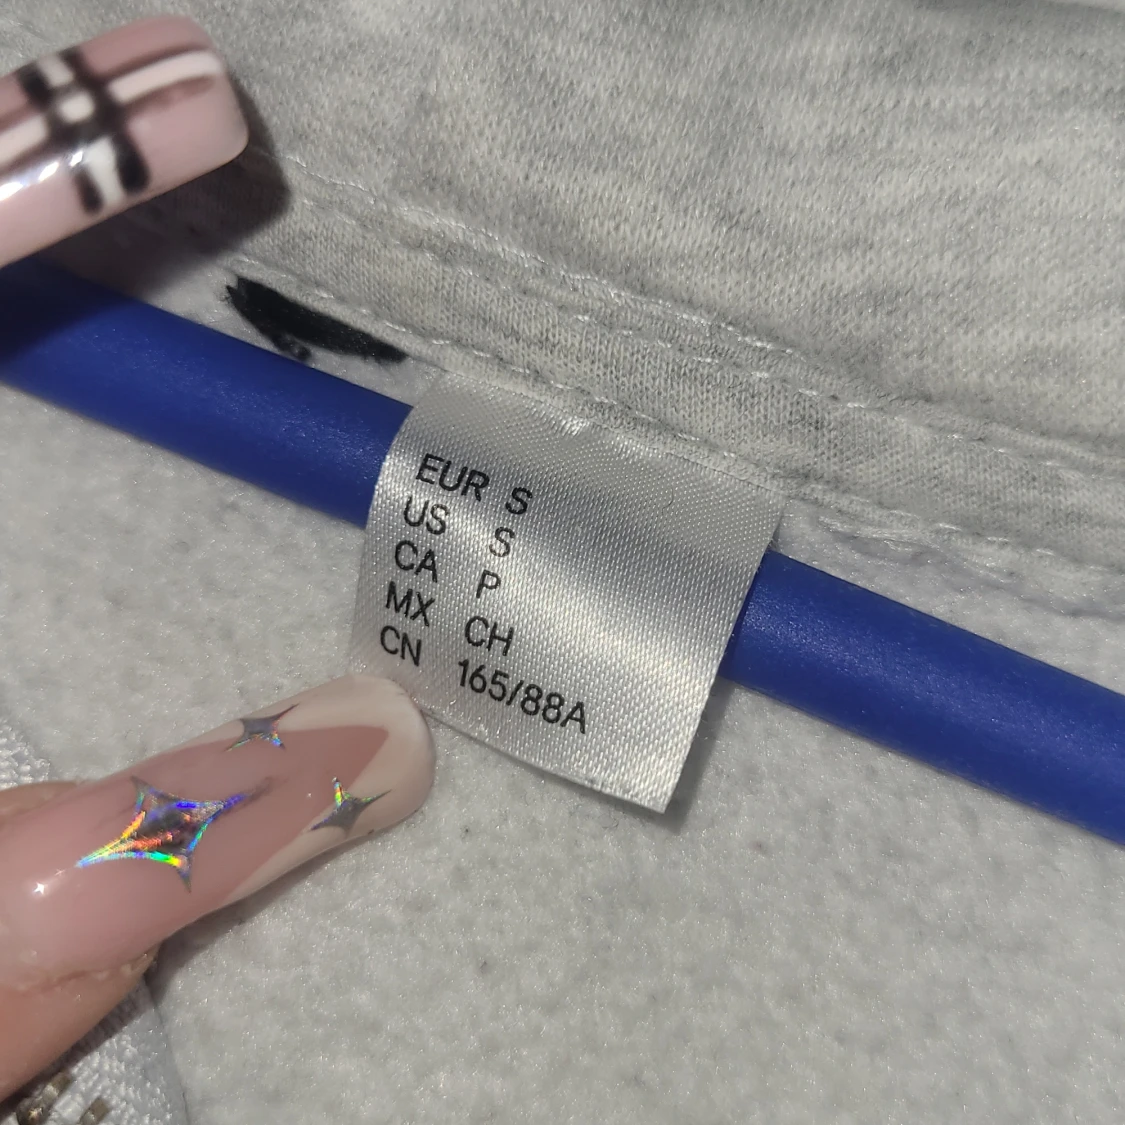 EUR S
US S
CA P
MX CH
CN 165/88A